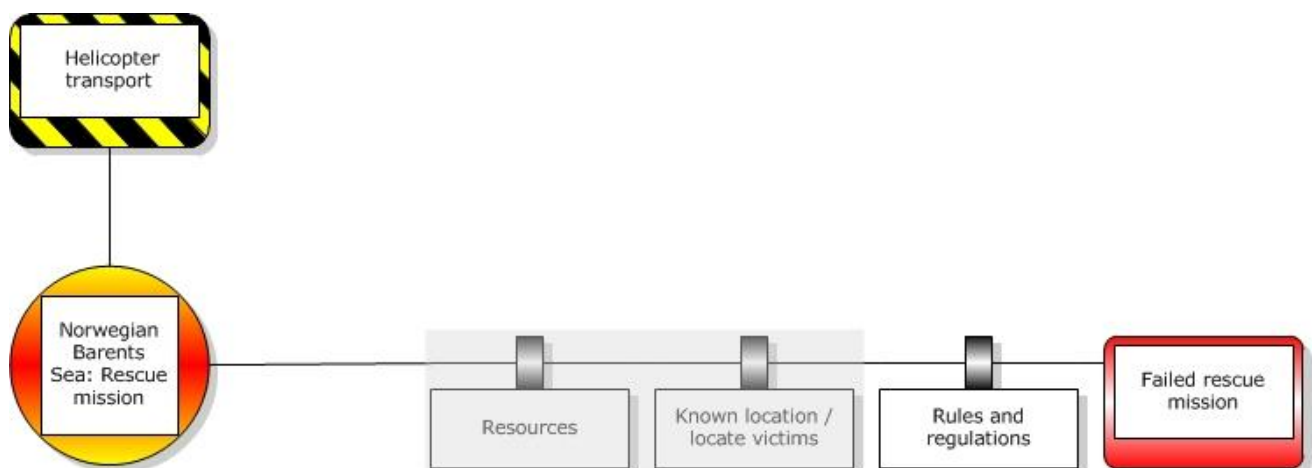 Helicopter
transport
Norwegian
Barents
Sea: Rescue
mission
Resources
Known location /
locate victims
Rules and
regulations
Failed rescue
mission